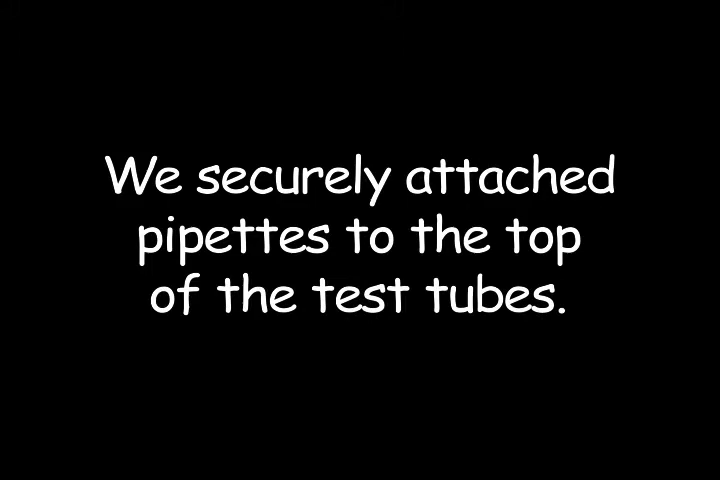 We securely attached
pipettes to the top
of the test tubes.